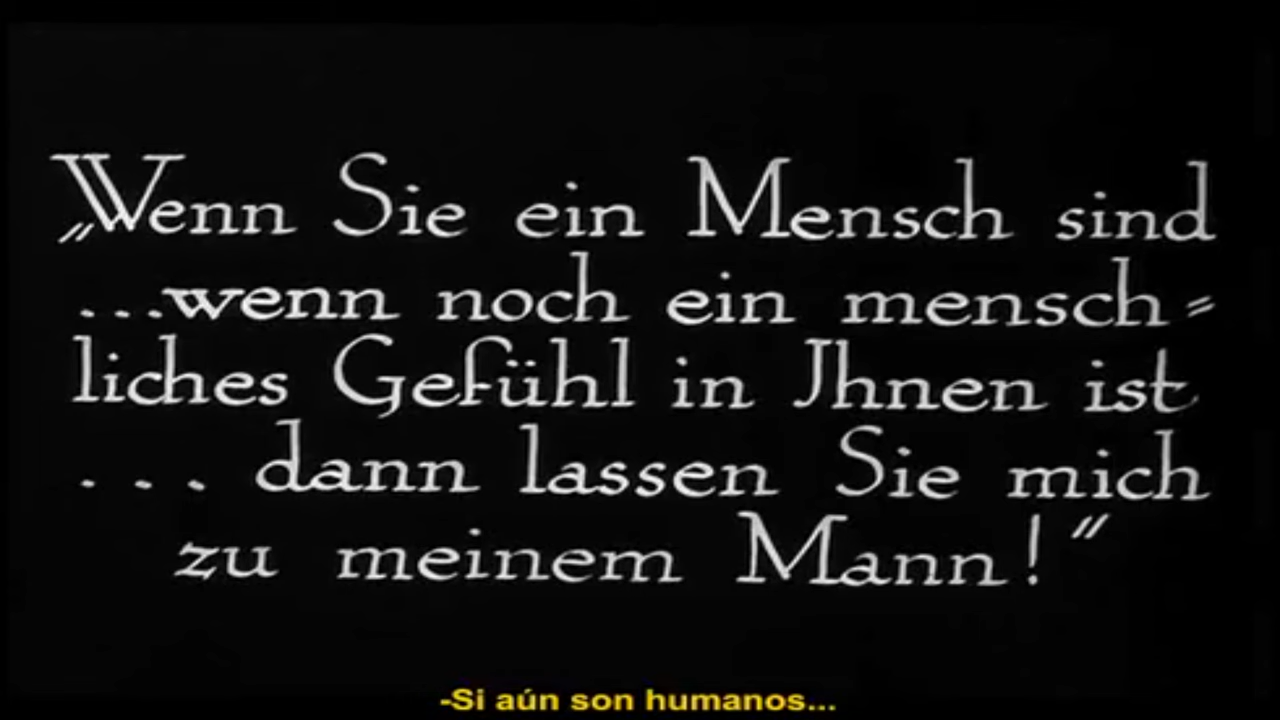 „Wenn Sie ein Mensch sind
...wenn noch ein mensch=
liches Gefühl in Jhnen ist
... dann lassen Sie mich
zu meinem Mann!“
-Si aún son humanos...